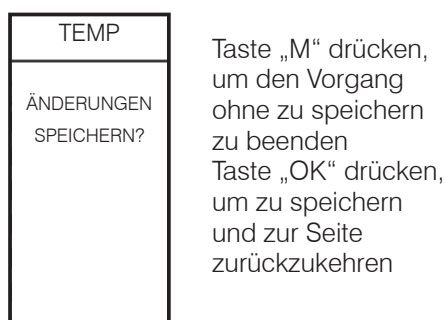 TEMP
ÄNDERUNGEN
SPEICHERN?
Taste „M“ drücken,
um den Vorgang
ohne zu speichern
zu beenden
Taste „OK“ drücken,
um zu speichern
und zur Seite
zurückzukehren